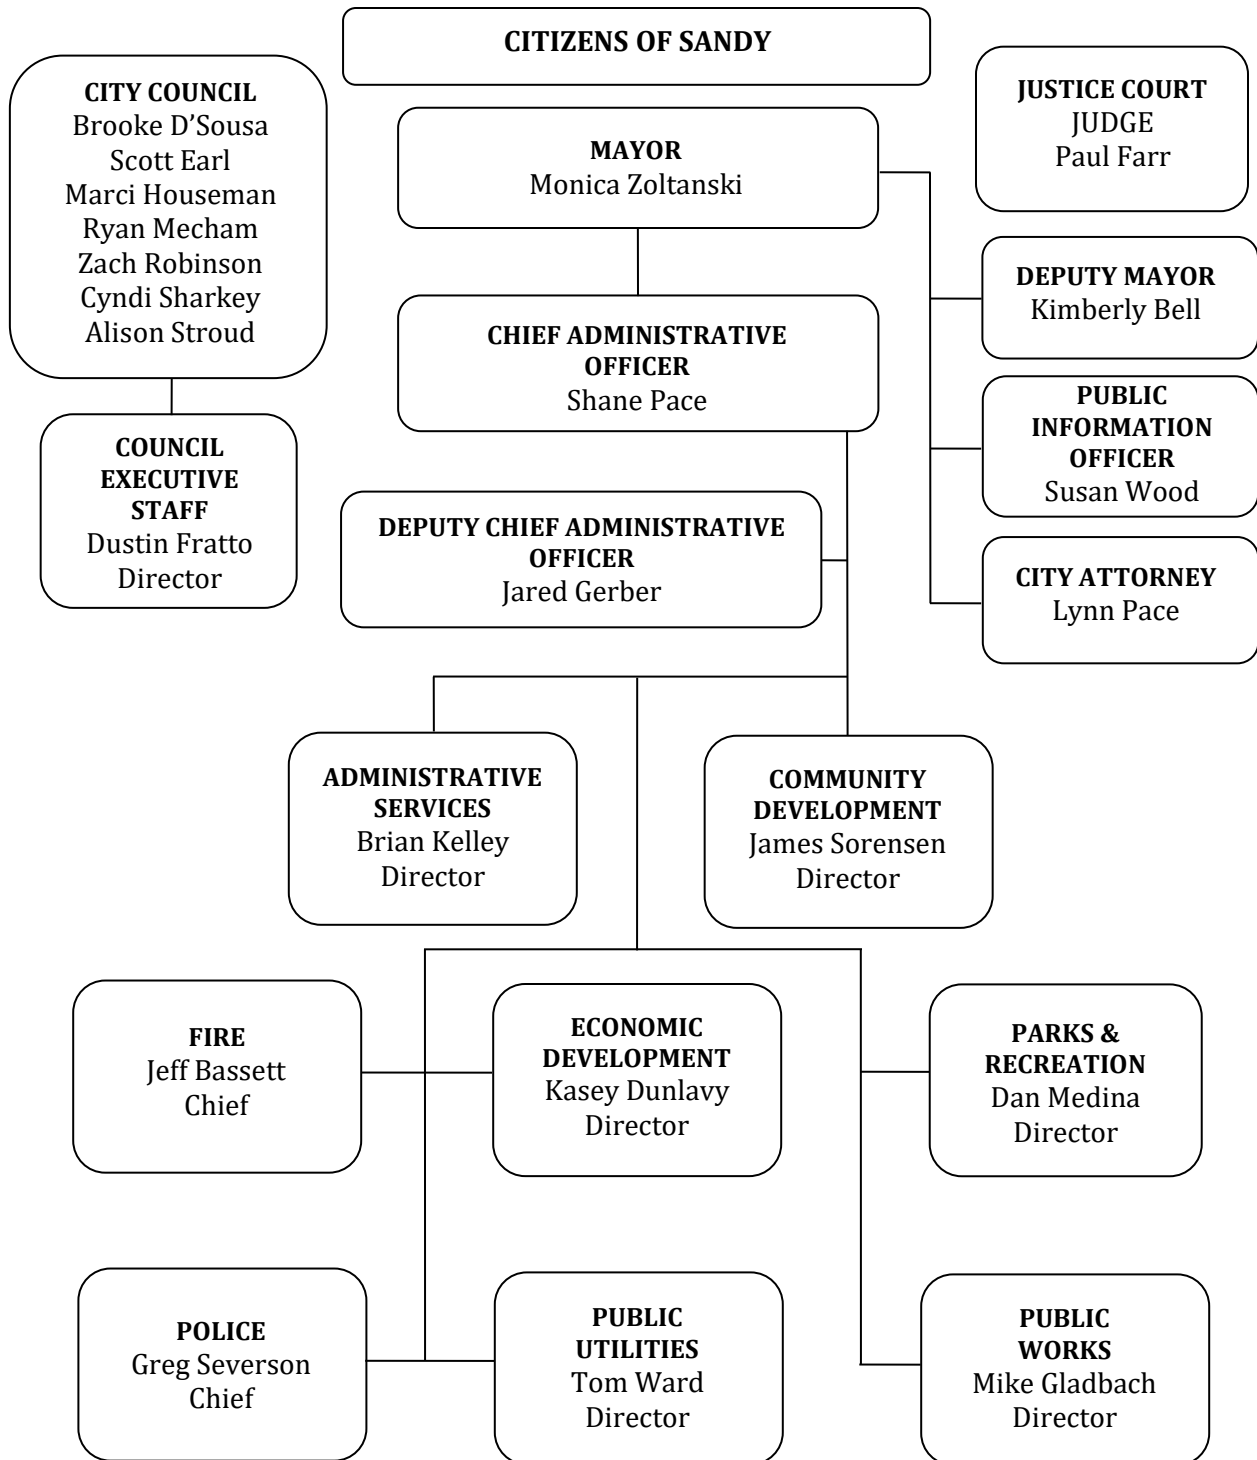 CITIZENS OF SANDY
CITY COUNCIL
Brooke D’Sousa
Scott Earl
Marci Houseman
Ryan Mecham
Zach Robinson
Cyndi Sharkey
Alison Stroud
JUSTICE COURT
JUDGE
Paul Farr
MAYOR
Monica Zoltanski
DEPUTY MAYOR
Kimberly Bell
CHIEF ADMINISTRATIVE
OFFICER
Shane Pace
PUBLIC
INFORMATION
OFFICER
Susan Wood
COUNCIL
EXECUTIVE
STAFF
Dustin Fratto
Director
DEPUTY CHIEF ADMINISTRATIVE
OFFICER
Jared Gerber
CITY ATTORNEY
Lynn Pace
ADMINISTRATIVE
SERVICES
Brian Kelley
Director
COMMUNITY
DEVELOPMENT
James Sorensen
Director
FIRE
Jeff Bassett
Chief
ECONOMIC
DEVELOPMENT
Kasey Dunlavy
Director
PARKS &
RECREATION
Dan Medina
Director
POLICE
Greg Severson
Chief
PUBLIC
UTILITIES
Tom Ward
Director
PUBLIC
WORKS
Mike Gladbach
Director